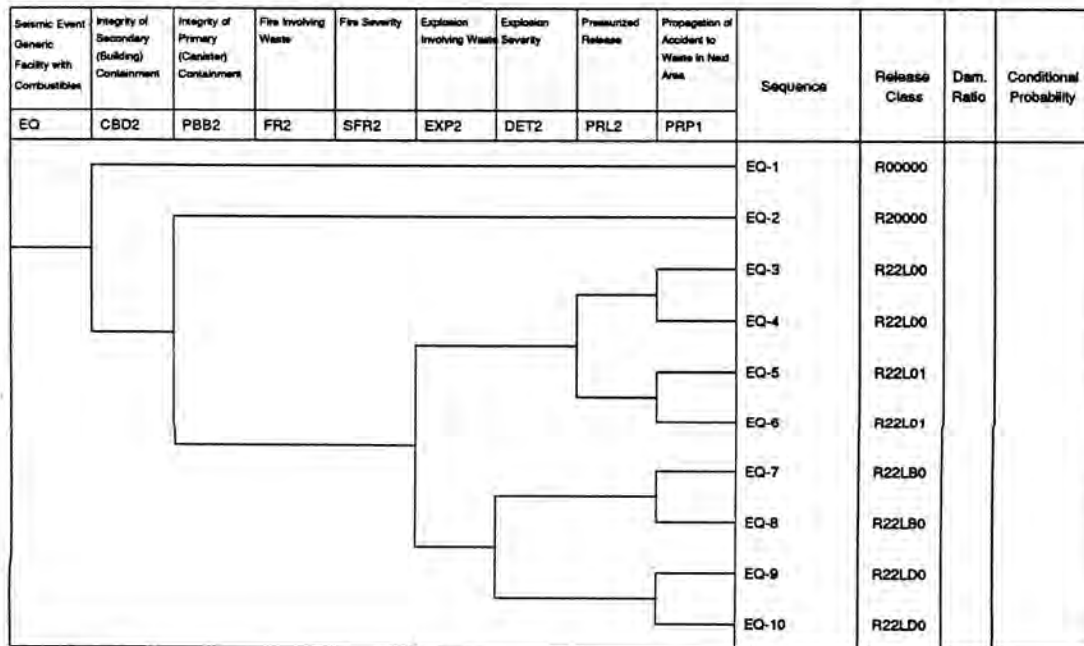 Seismic Event
Generic
Facility with
Combustibles
Integrity of
Secondary
(Building)
Containment
Integrity of
Primary
(Canister)
Containment
Fire Involving
Waste
Fire Severity
Explosion
Involving Waste
Explosion
Severity
Pressurized
Release
Propagation of
Accident to
Waste in Next
Area
Sequence
Release
Class
Dam.
Ratio
Conditional
Probability
EQ CBD2 PBB2 FR2 SFR2 EXP2 DET2 PRL2 PRP1
EQ-1 R00000
EQ-2 R20000
EQ-3 R22L00
EQ-4 R22L00
EQ-5 R22L01
EQ-6 R22L01
EQ-7 R22LB0
EQ-8 R22LB0
EQ-9 R22LD0
EQ-10 R22LD0